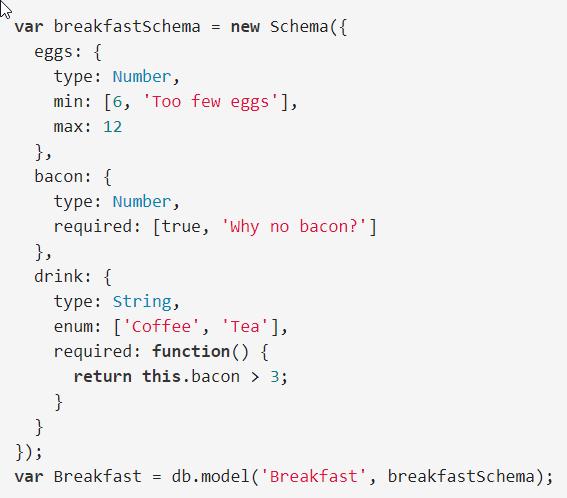 var breakfastSchema = new Schema({
  eggs: {
    type: Number,
    min: [6, 'Too few eggs'],
    max: 12
  },
  bacon: {
    type: Number,
    required: [true, 'Why no bacon?']
  },
  drink: {
    type: String,
    enum: ['Coffee', 'Tea'],
    required: function() {
      return this.bacon > 3;
    }
  }
});
var Breakfast = db.model('Breakfast', breakfastSchema);